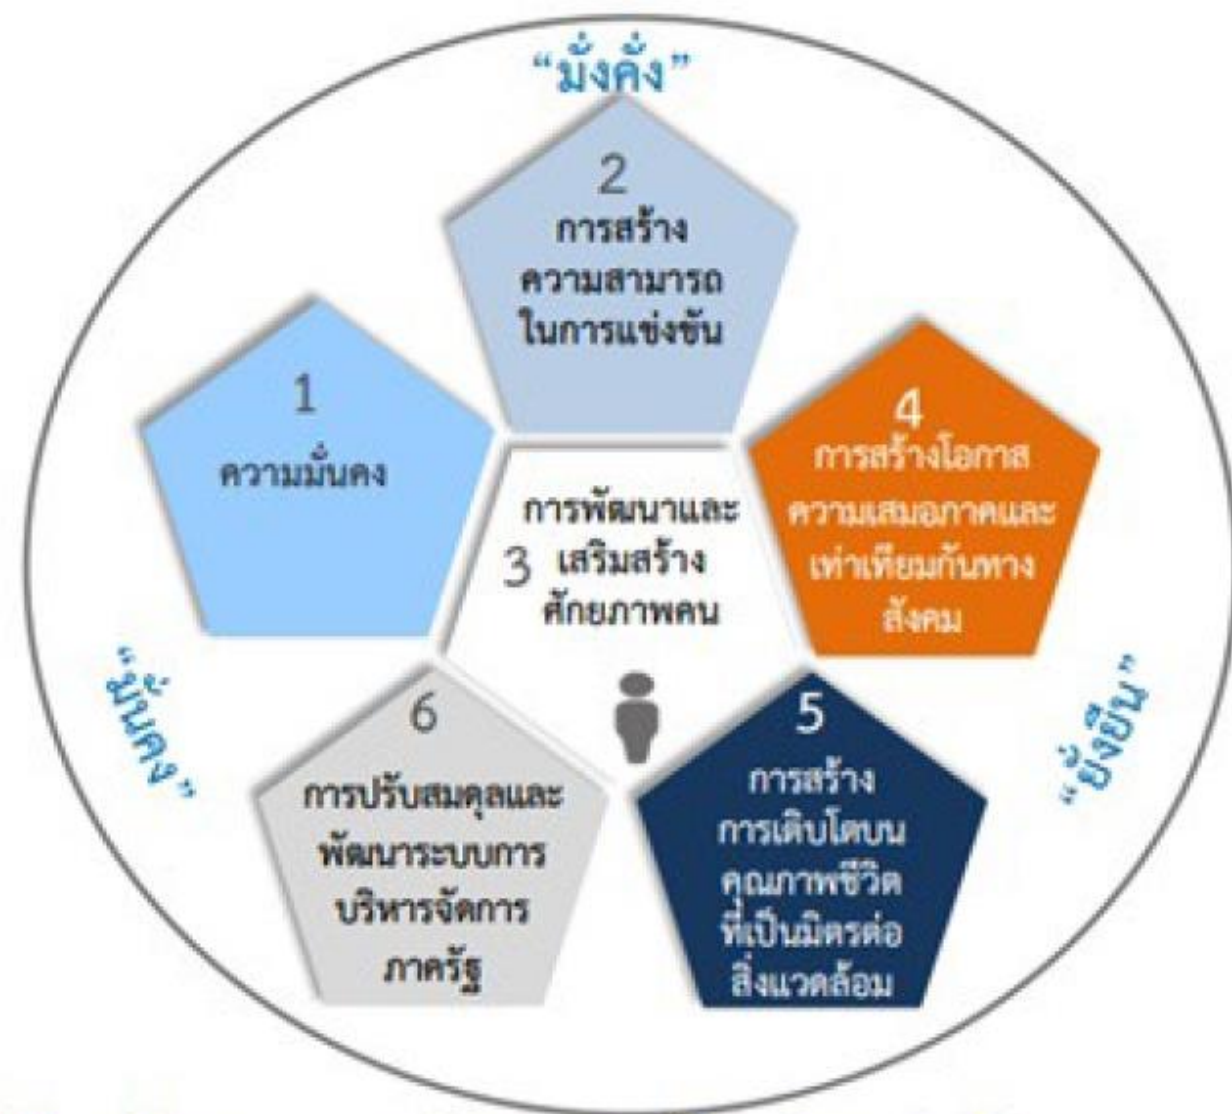 “มั่งคั่ง”
2
การสร้าง
ความสามารถ
ในการแข่งขัน
1
ความมั่นคง
4
การสร้างโอกาส
ความเสมอภาคและ
เท่าเทียมกันทาง
สังคม
3
การพัฒนาและ
เสริมสร้าง
ศักยภาพคน
“มั่นคง”
“ยั่งยืน”
6
การปรับสมดุลและ
พัฒนาระบบการ
บริหารจัดการ
ภาครัฐ
5
การสร้าง
การเติบโตบน
คุณภาพชีวิต
ที่เป็นมิตรต่อ
สิ่งแวดล้อม